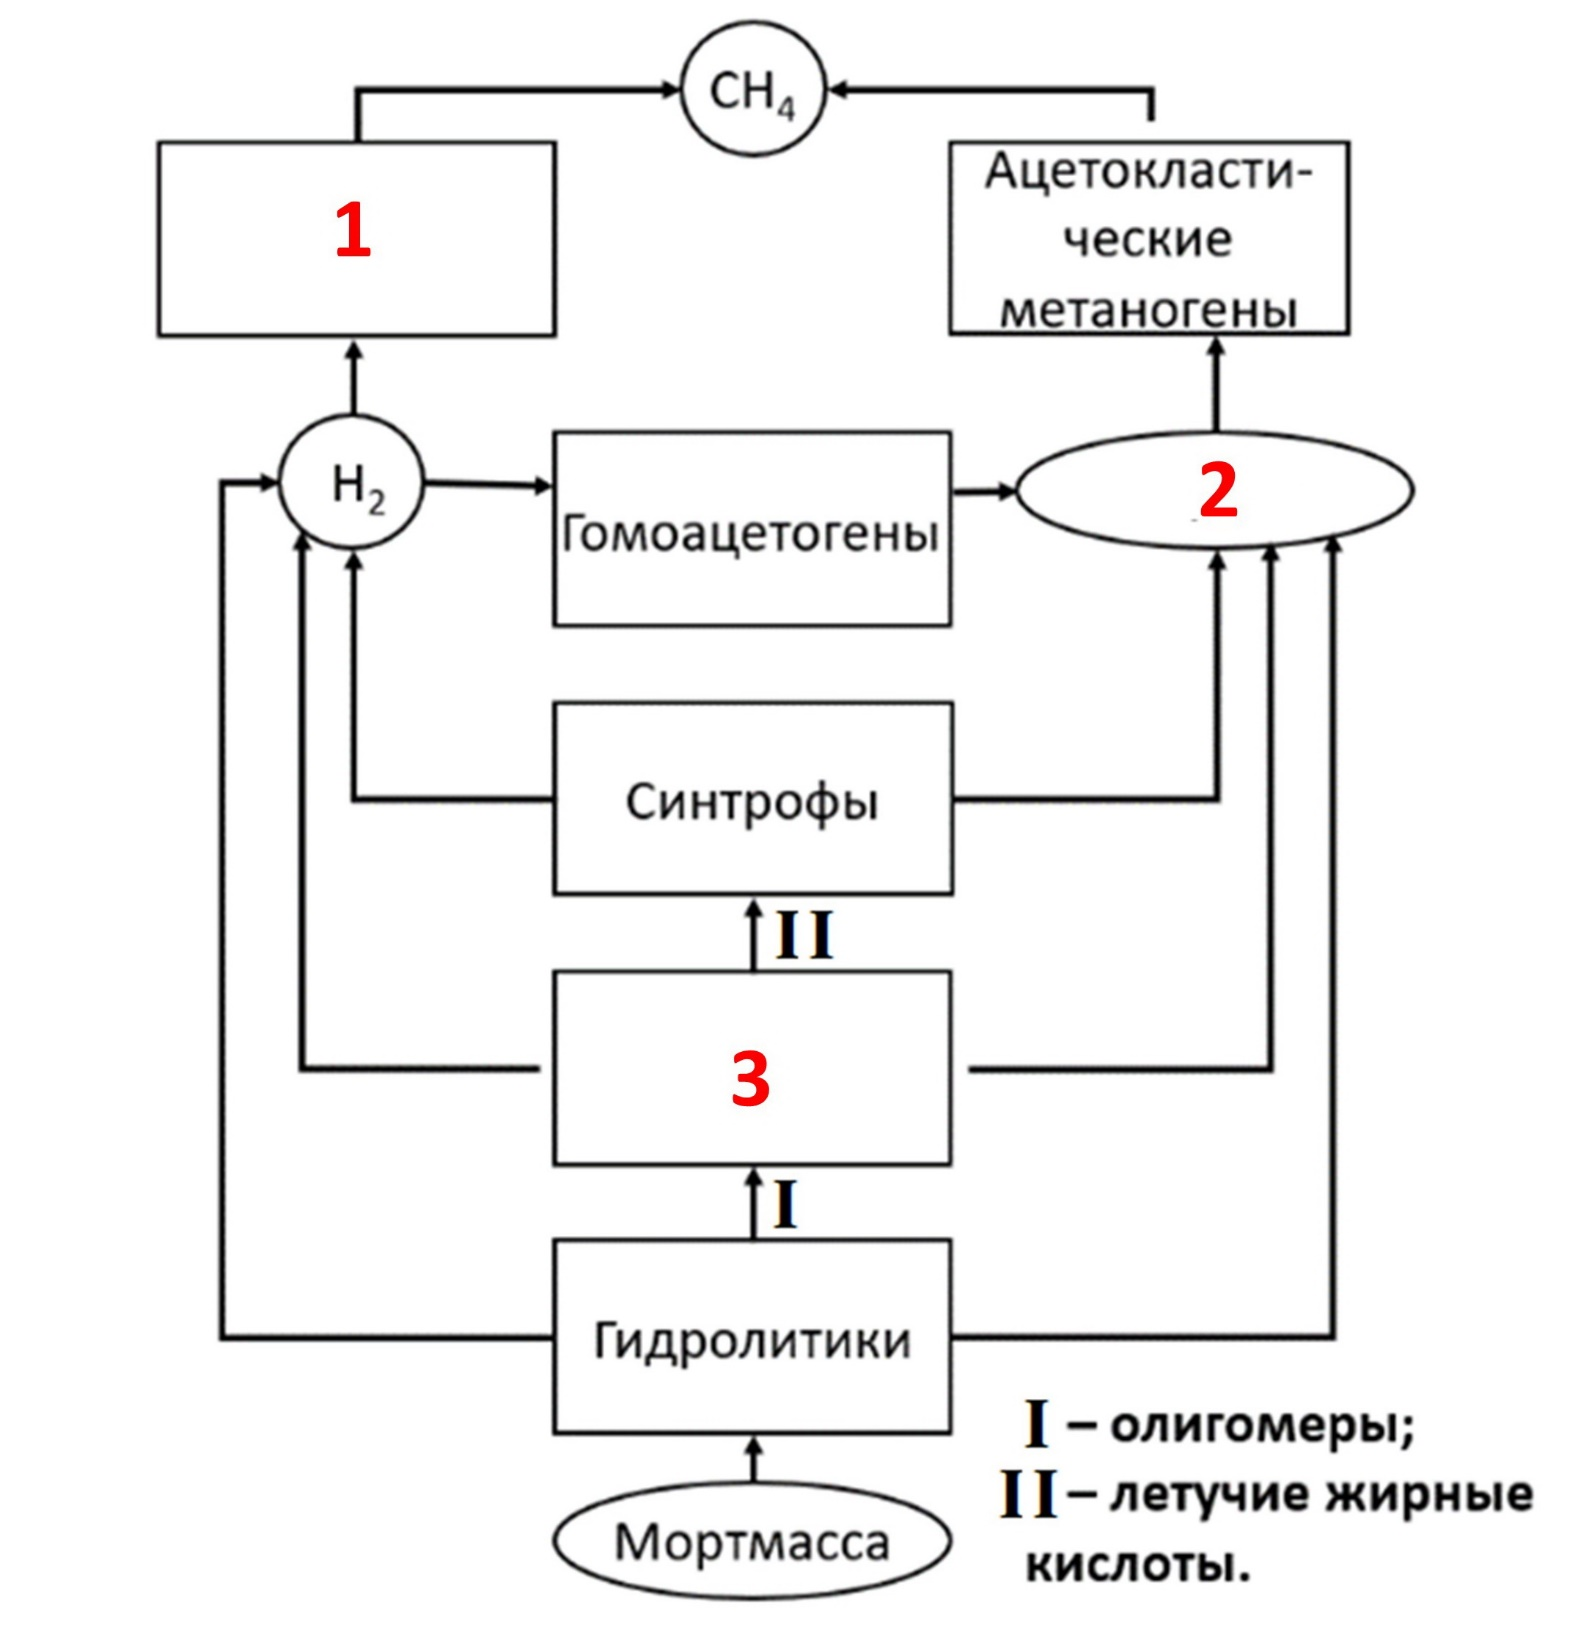 CH₄
1
Ацетокласти-
ческие
метаногены
H₂
Гомоацетогены
2
Синтрофы
II
3
I
Гидролитики
I – олигомеры;
II – летучие жирные
кислоты.
Мортмасса